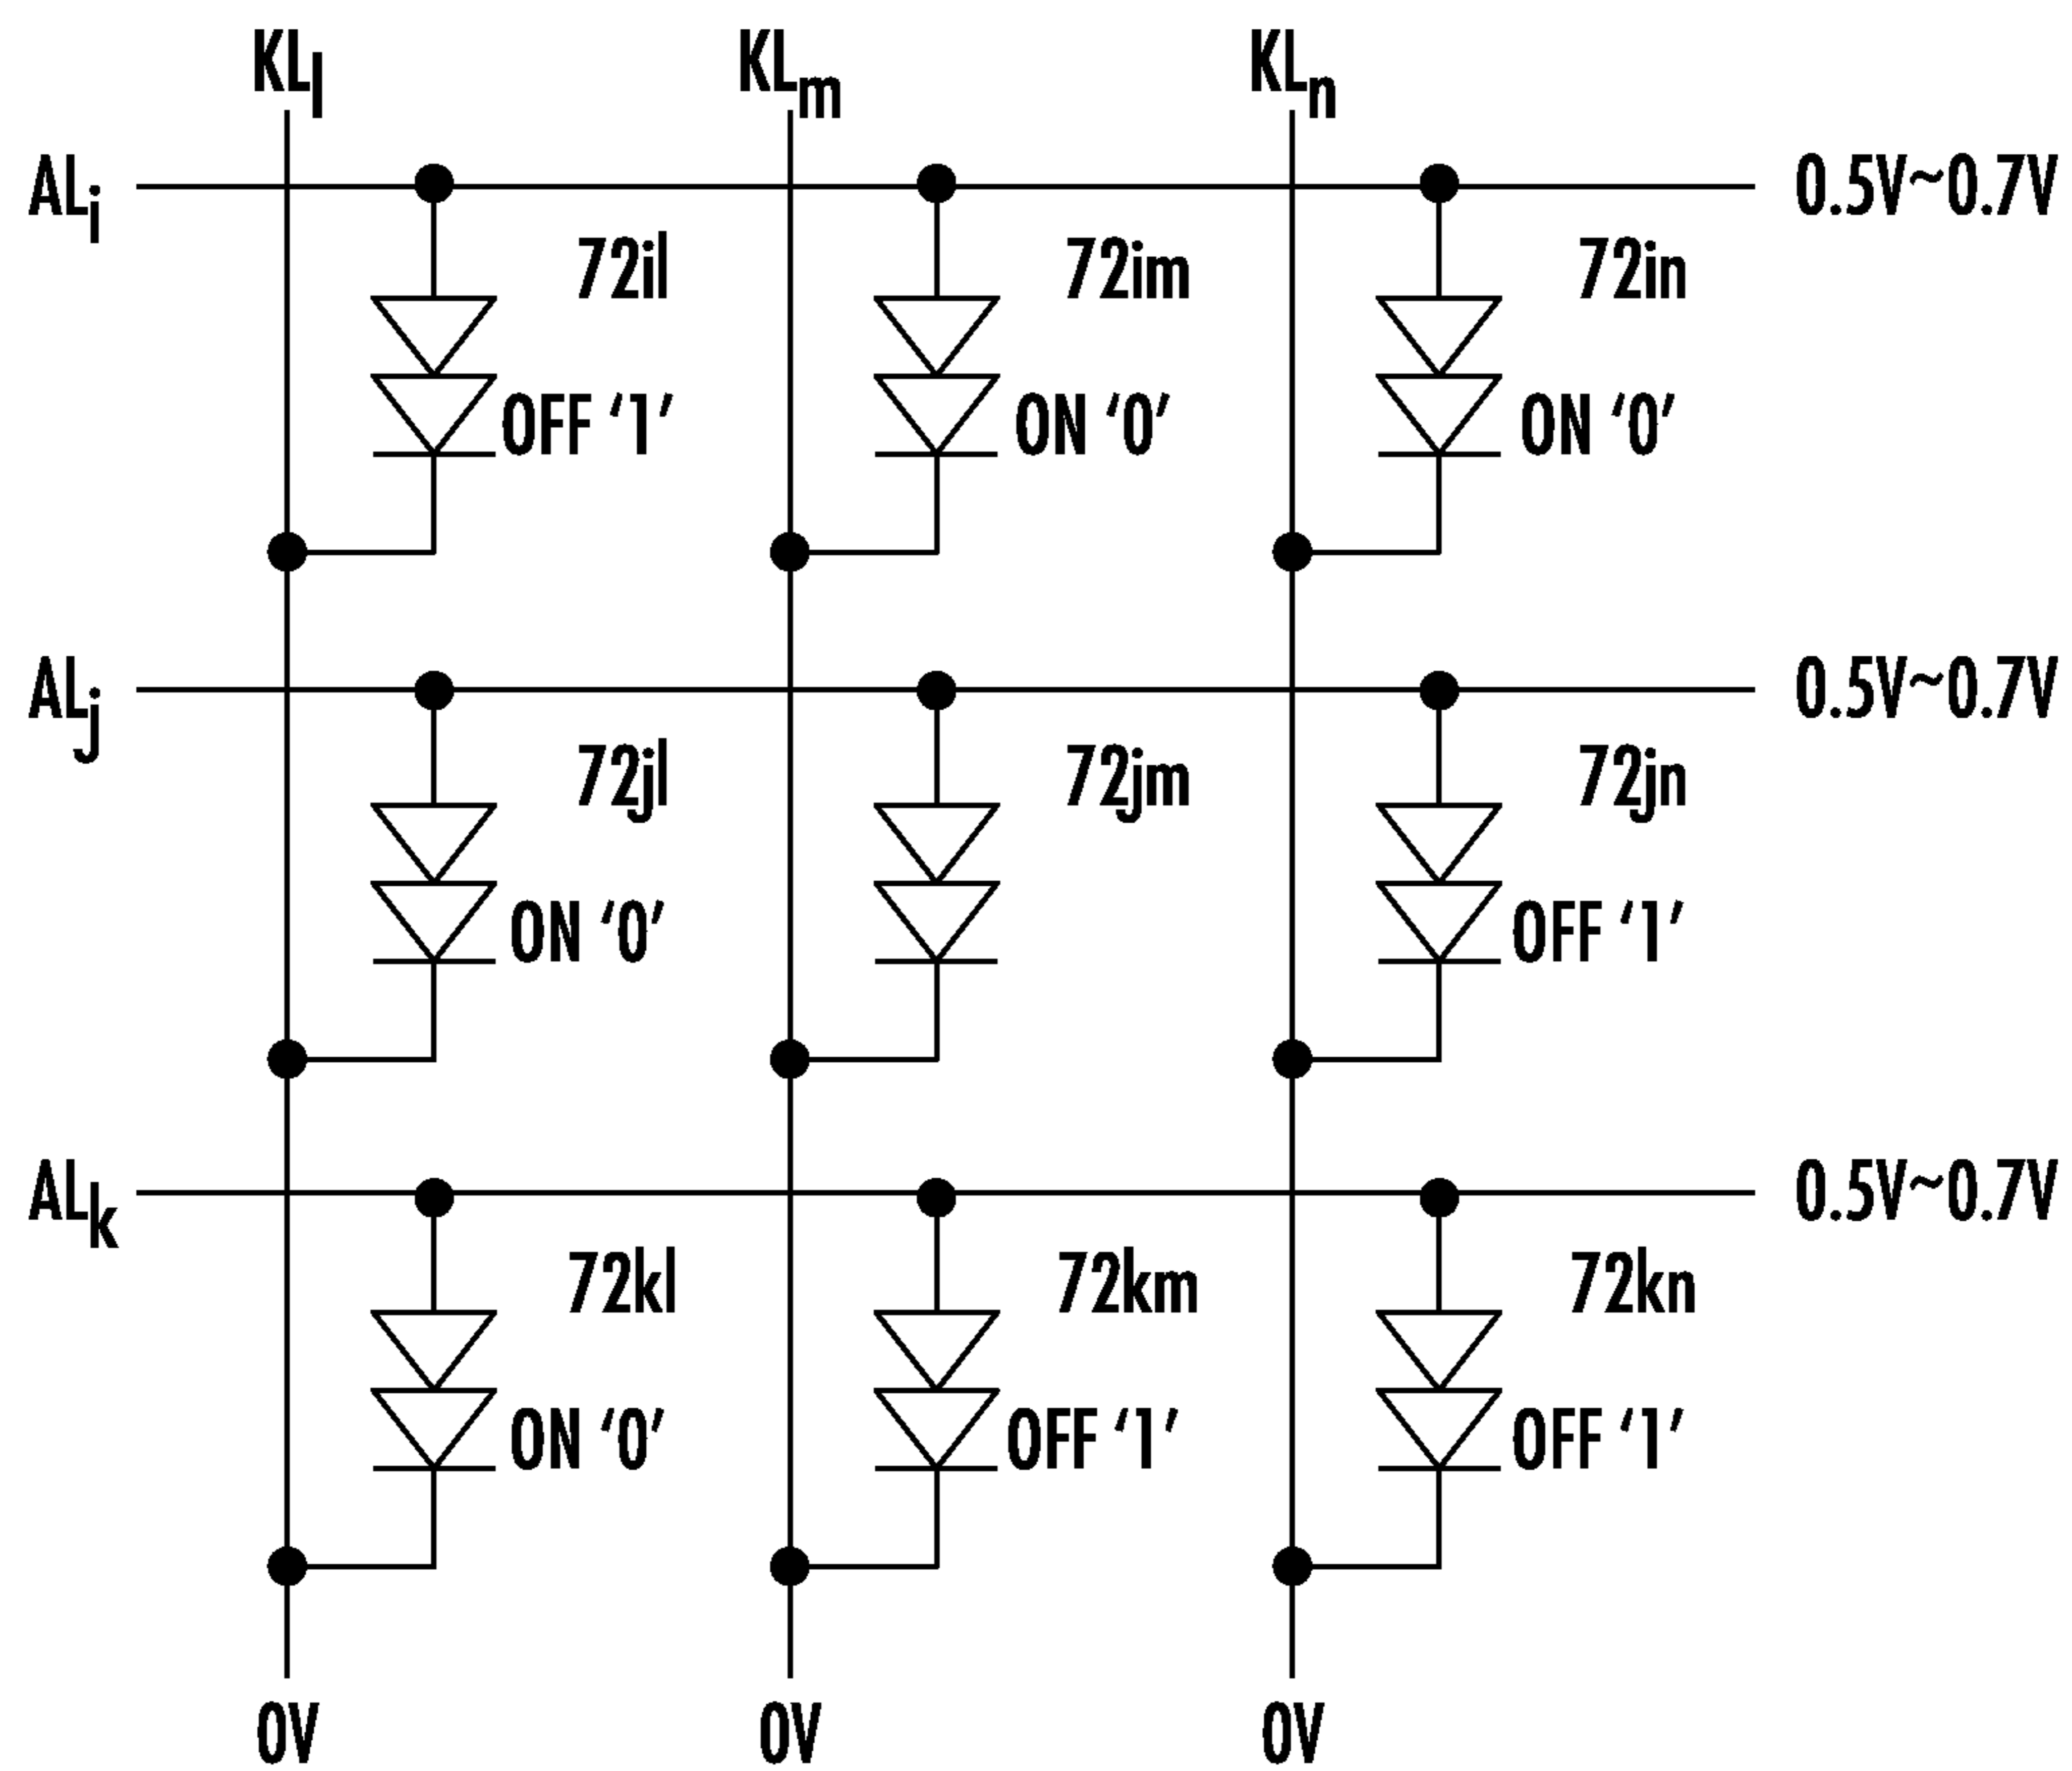 KLl KLm KLn
ALi 0.5V~0.7V
72il 72im 72in
OFF ‘1’ ON ‘0’ ON ‘0’
ALj 0.5V~0.7V
72jl 72jm 72jn
ON ‘0’ OFF ‘1’
ALk 0.5V~0.7V
72kl 72km 72kn
ON ‘0’ OFF ‘1’ OFF ‘1’
0V 0V 0V